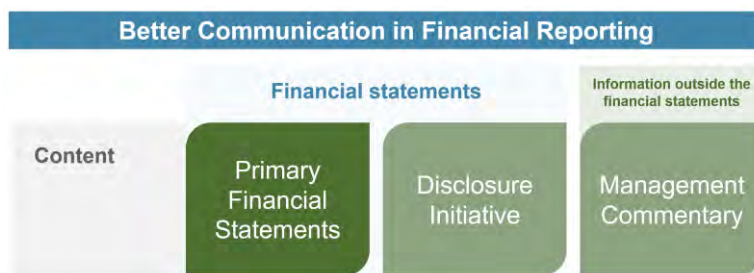 Better Communication in Financial Reporting
Financial statements
Information outside the
financial statements
Content
Primary
Financial
Statements
Disclosure
Initiative
Management
Commentary